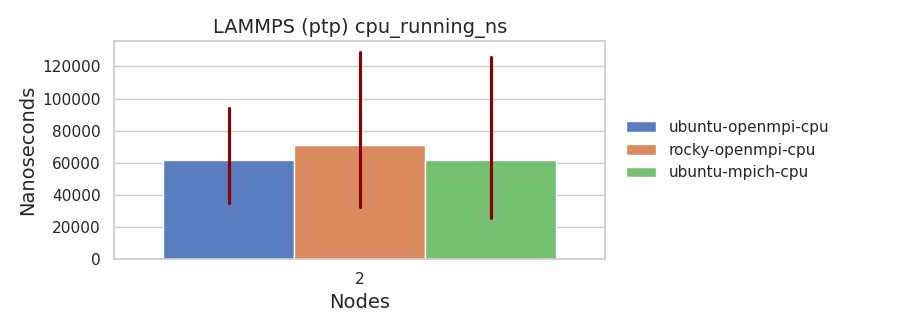 LAMMPS (ptp) cpu_running_ns
Nanoseconds
120000
100000
80000
60000
40000
20000
0
2
Nodes
ubuntu-openmpi-cpu
rocky-openmpi-cpu
ubuntu-mpich-cpu